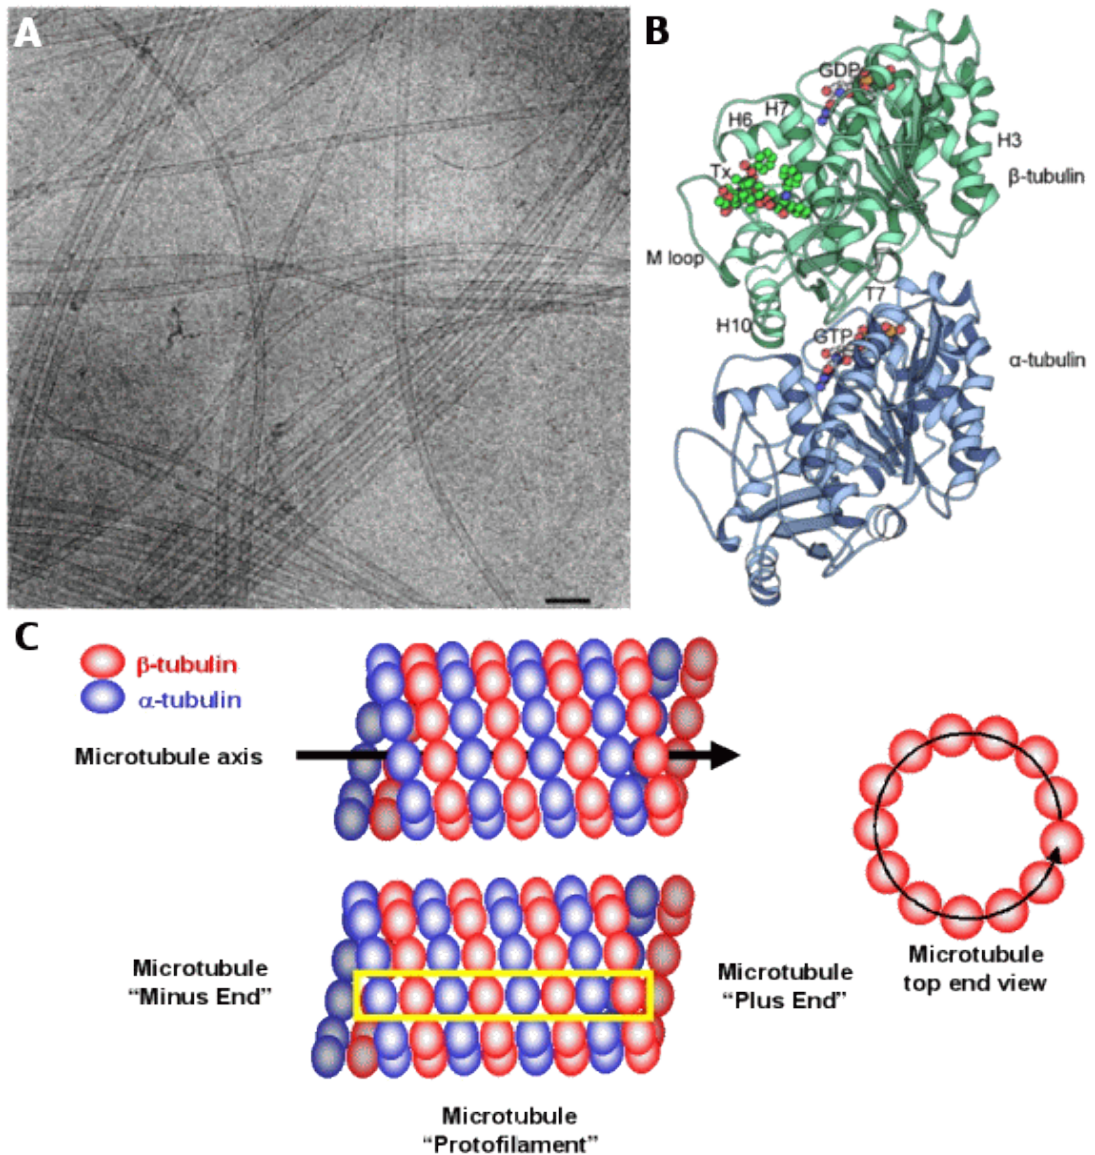 A
B
GDP
H7
H6
H3
Tx
β-tubulin
M loop
T7
H10
GTP
α-tubulin
C
β-tubulin
α-tubulin
Microtubule axis
Microtubule
“Minus End”
Microtubule
“Plus End”
Microtubule
top end view
Microtubule
“Protofilament”